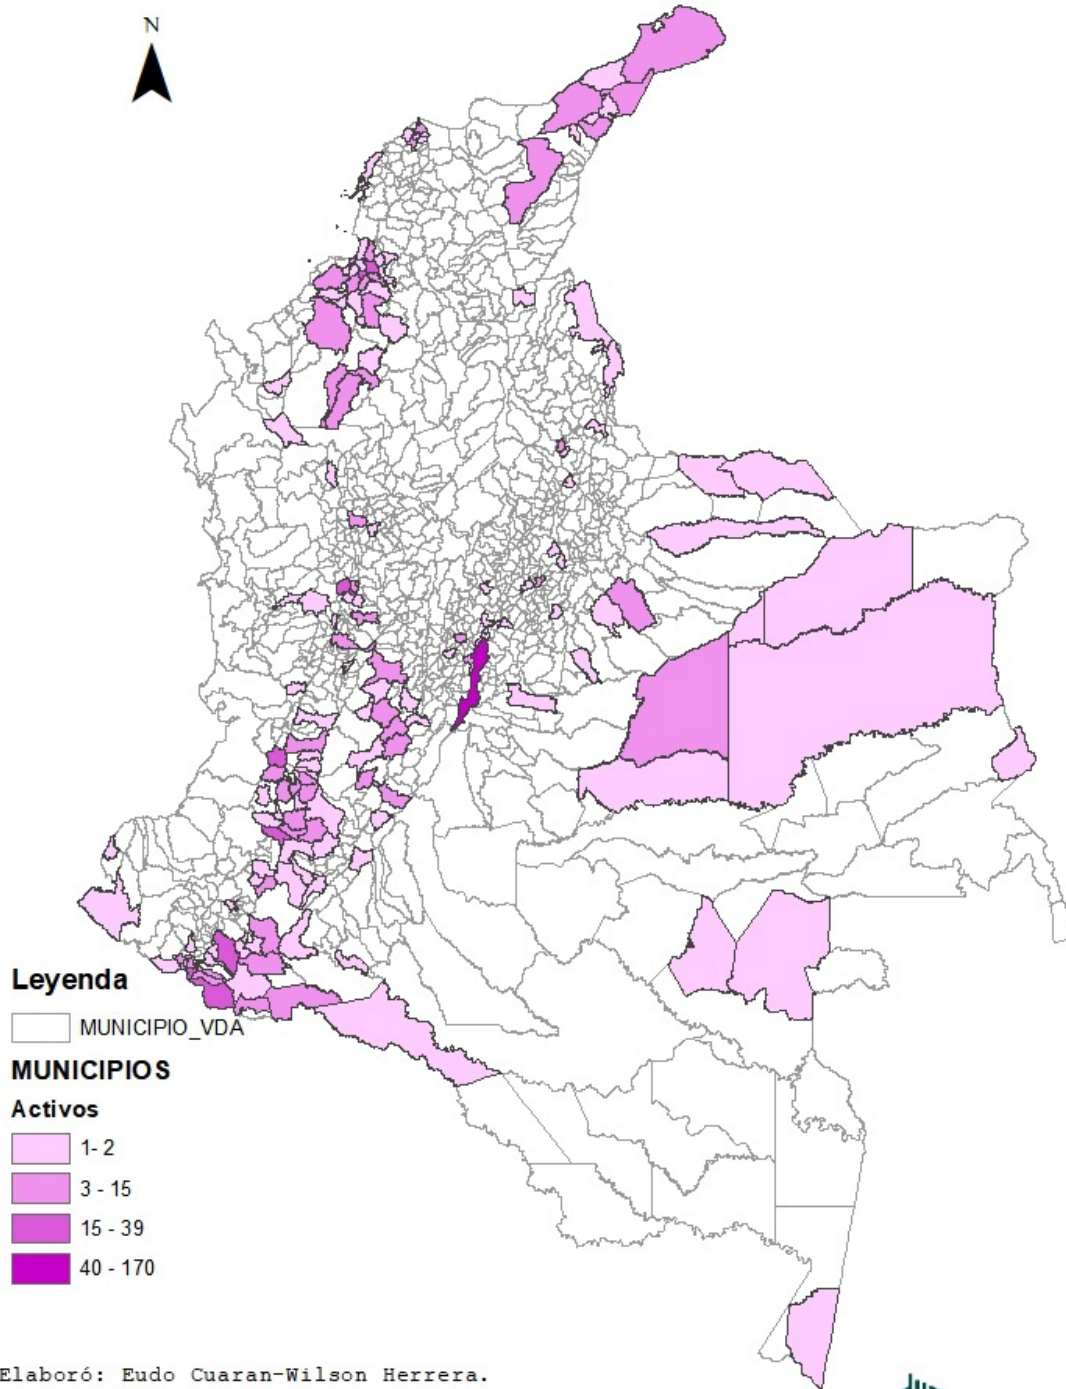 N
Leyenda
MUNICIPIO_VDA
MUNICIPIOS
Activos
1- 2
3 - 15
15 - 39
40 - 170
Elaboró: Eudo Cuaran-Wilson Herrera.